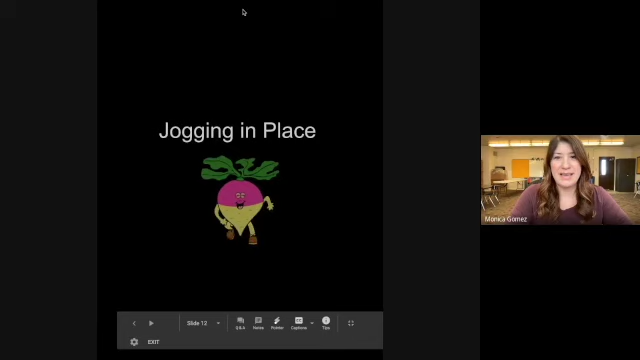 Jogging in Place
Monica Gomez
Slide 12
Q&A
Notes
Pointer
Captions
Tips
EXIT